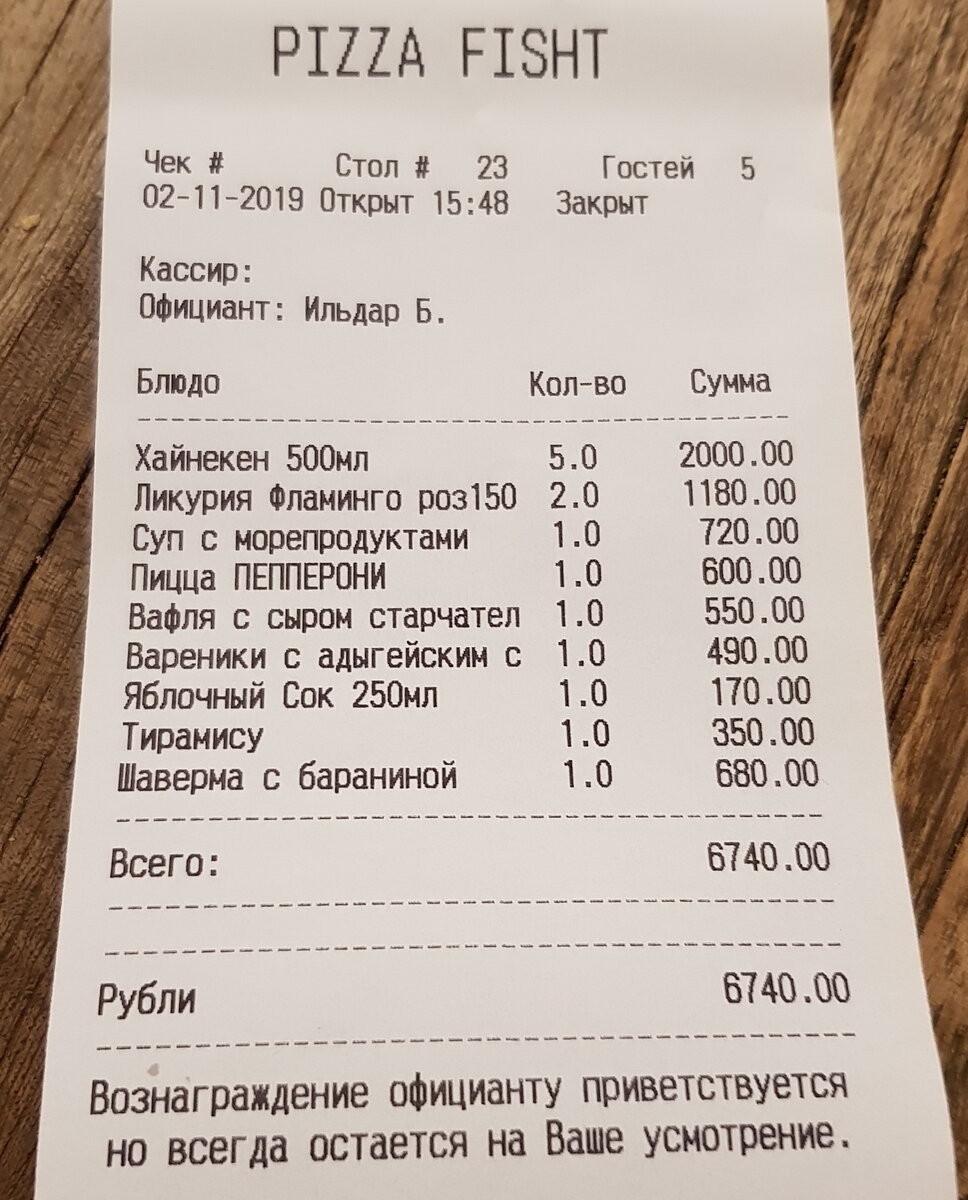 PIZZA FISHT
Чек # Стол # 23 Гостей 5
02-11-2019 Открыт 15:48 Закрыт
Кассир:
Официант: Ильдар Б.
Блюдо Кол-во Сумма
Хайнекен 500мл 5.0 2000.00
Ликурия Фламинго роз150 2.0 1180.00
Суп с морепродуктами 1.0 720.00
Пицца ПЕППЕРОНИ 1.0 600.00
Вафля с сыром старчател 1.0 550.00
Вареники с адыгейским с 1.0 490.00
Яблочный Сок 250мл 1.0 170.00
Тирамису 1.0 350.00
Шаверма с бараниной 1.0 680.00
Всего: 6740.00
Рубли 6740.00
Вознаграждение официанту приветствуется
но всегда остается на Ваше усмотрение.